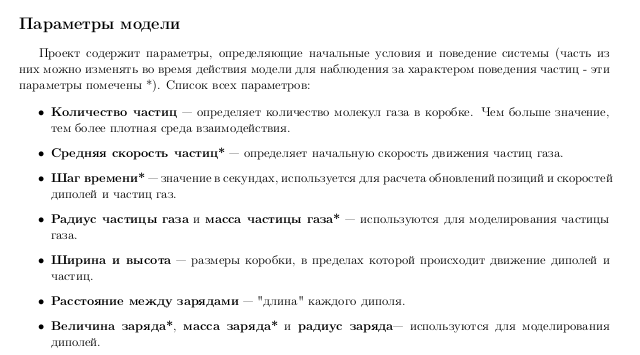 Параметры модели
Проект содержит параметры, определяющие начальные условия и поведение системы (часть из
них можно изменять во время действия модели для наблюдения за характером поведения частиц - эти
параметры помечены *). Список всех параметров:
• Количество частиц — определяет количество молекул газа в коробке. Чем больше значение,
тем более плотная среда взаимодействия.
• Средняя скорость частиц* — определяет начальную скорость движения частиц газа.
• Шаг времени* — значение в секундах, используется для расчета обновлений позиций и скоростей
диполей и частиц газ.
• Радиус частицы газа и масса частицы газа* — используются для моделирования частицы
газа.
• Ширина и высота — размеры коробки, в пределах которой происходит движение диполей и
частиц.
• Расстояние между зарядами — "длина" каждого диполя.
• Величина заряда*, масса заряда* и радиус заряда— используются для моделирования
диполей.